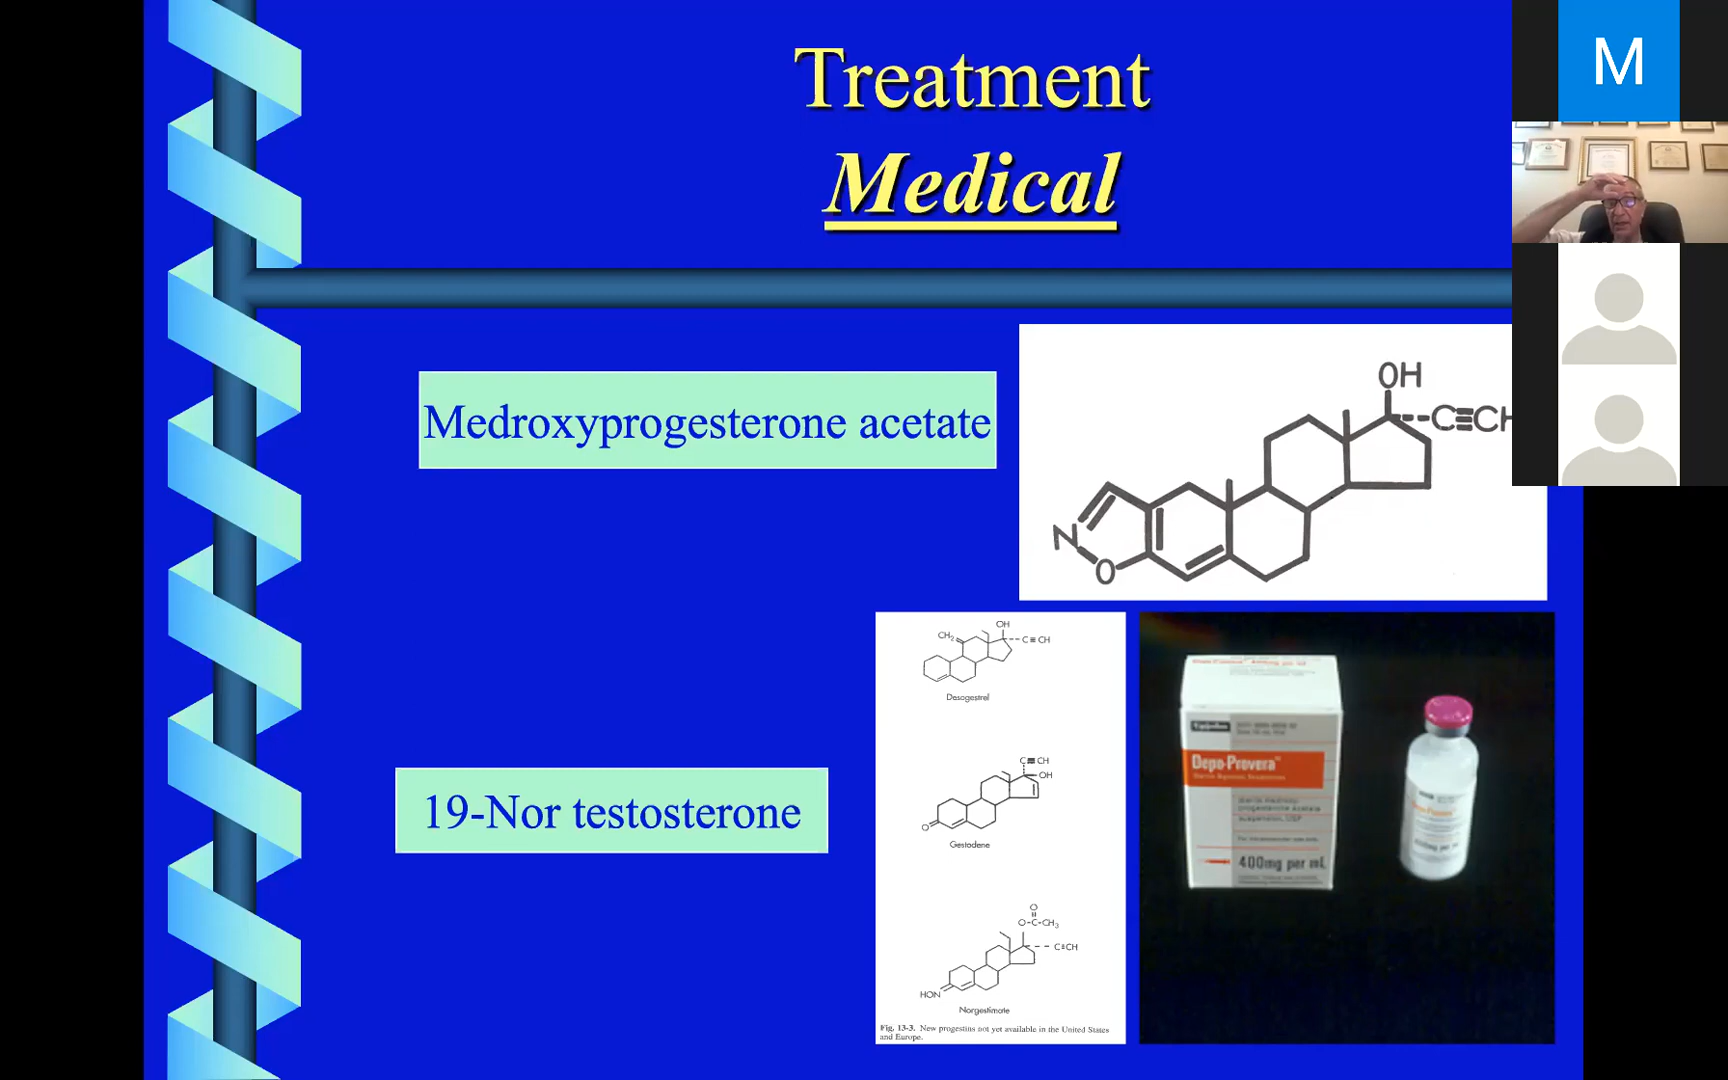 Treatment
Medical
M
Medroxyprogesterone acetate
OH
C≡CH
N
O
19-Nor testosterone
OH
CH₂
C≡CH
Desogestrel
C≡CH
OH
O
Gestodene
O
O-C-CH₃
C≡CH
HON
Norgestimate
Fig. 13-3. New progestins not yet available in the United States
and Europe.
Depo-Provera
400mg per mL